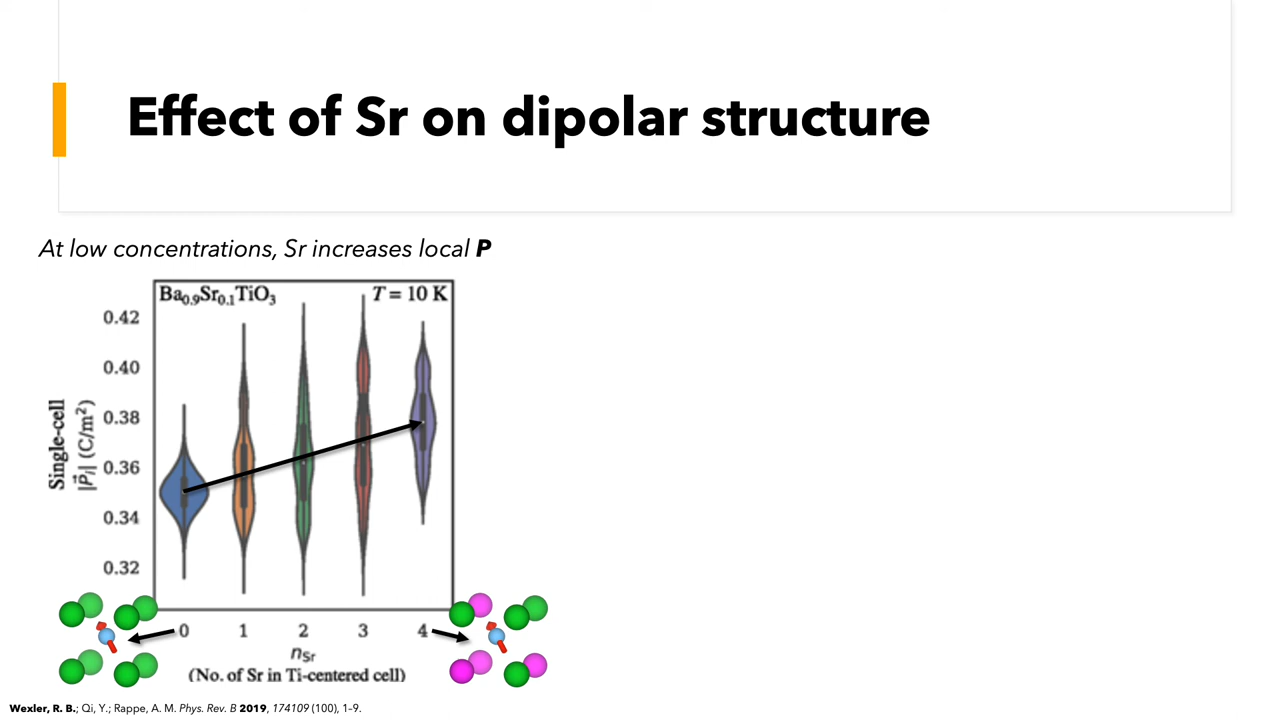 Effect of Sr on dipolar structure
At low concentrations, Sr increases local P
Ba0.9Sr0.1TiO3 T = 10 K
0.42
0.40
0.38
0.36
0.34
0.32
Single-cell
|P⃗i| (C/m²)
0 1 2 3 4
nSr
(No. of Sr in Ti-centered cell)
Wexler, R. B.; Qi, Y.; Rappe, A. M. Phys. Rev. B 2019, 174109 (100), 1-9.